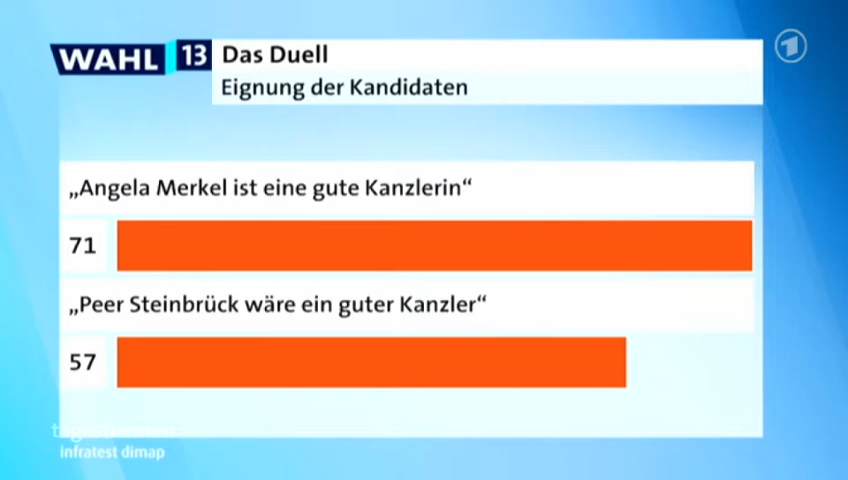 WAHL 13
Das Duell
Eignung der Kandidaten
1
„Angela Merkel ist eine gute Kanzlerin“
71
„Peer Steinbrück wäre ein guter Kanzler“
57
infratest dimap